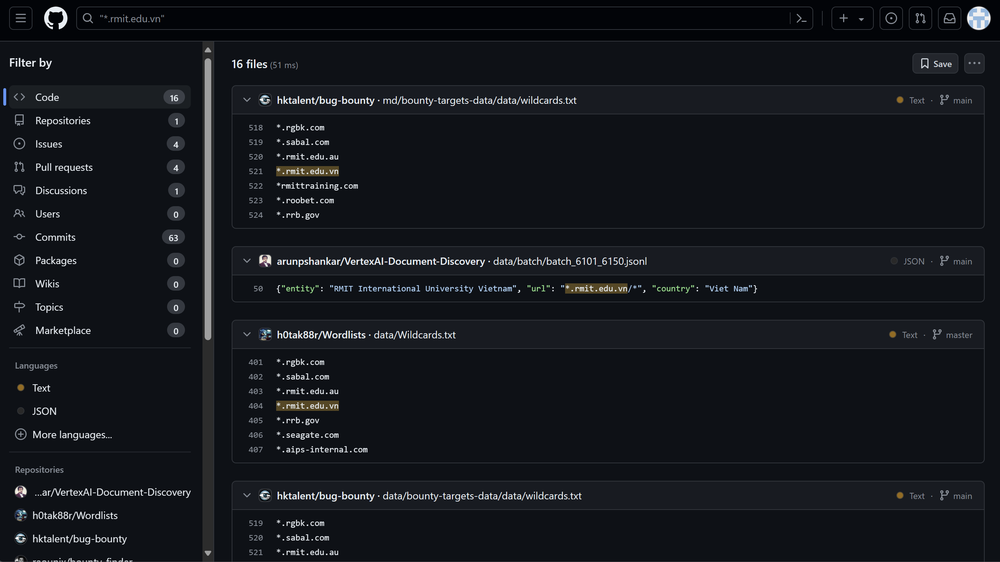 "*.rmit.edu.vn"
Filter by
Code 16
Repositories 1
Issues 4
Pull requests 4
Discussions 1
Users 0
Commits 63
Packages 0
Wikis 0
Topics 0
Marketplace 0
Languages
Text
JSON
More languages...
Repositories
...ar/VertexAI-Document-Discovery
h0tak88r/Wordlists
hktalent/bug-bounty
raounix/bounty_finder
16 files (51 ms)
Save
hktalent/bug-bounty · md/bounty-targets-data/data/wildcards.txt
Text · main
518 *.rgbk.com
519 *.sabal.com
520 *.rmit.edu.au
521 *.rmit.edu.vn
522 *rmittraining.com
523 *.roobet.com
524 *.rrb.gov
arunpshankar/VertexAI-Document-Discovery · data/batch/batch_6101_6150.jsonl
JSON · main
50 {"entity": "RMIT International University Vietnam", "url": "*.rmit.edu.vn/*", "country": "Viet Nam"}
h0tak88r/Wordlists · data/Wildcards.txt
Text · master
401 *.rgbk.com
402 *.sabal.com
403 *.rmit.edu.au
404 *.rmit.edu.vn
405 *.rrb.gov
406 *.seagate.com
407 *.aips-internal.com
hktalent/bug-bounty · data/bounty-targets-data/data/wildcards.txt
Text · main
519 *.rgbk.com
520 *.sabal.com
521 *.rmit.edu.au